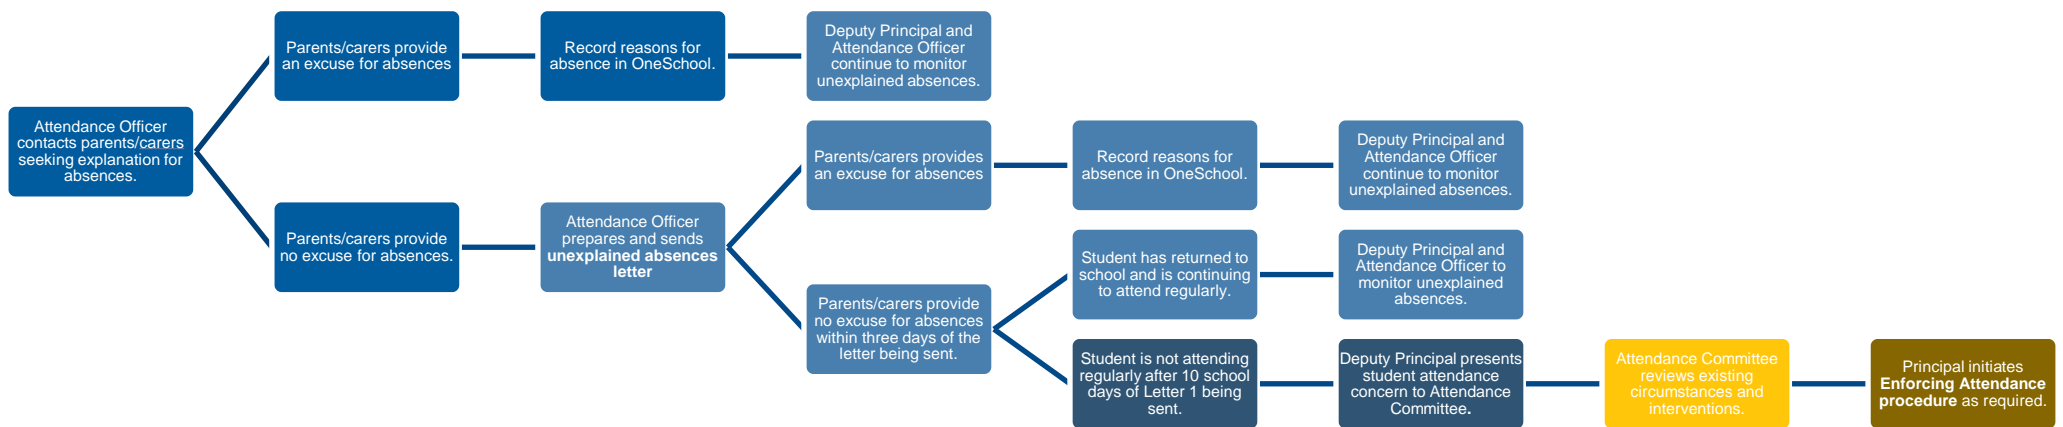 Attendance Officer
contacts parents/carers
seeking explanation for
absences.
Parents/carers provide
an excuse for absences
Record reasons for
absence in OneSchool.
Deputy Principal and
Attendance Officer
continue to monitor
unexplained absences.
Parents/carers provide
no excuse for absences.
Attendance Officer
prepares and sends
unexplained absences
letter
Parents/carers provides
an excuse for absences
Record reasons for
absence in OneSchool.
Deputy Principal and
Attendance Officer
continue to monitor
unexplained absences.
Parents/carers provide
no excuse for absences
within three days of the
letter being sent.
Student has returned to
school and is continuing
to attend regularly.
Deputy Principal and
Attendance Officer to
monitor unexplained
absences.
Student is not attending
regularly after 10 school
days of Letter 1 being
sent.
Deputy Principal presents
student attendance
concern to Attendance
Committee.
Attendance Committee
reviews existing
circumstances and
interventions.
Principal initiates
Enforcing Attendance
procedure as required.